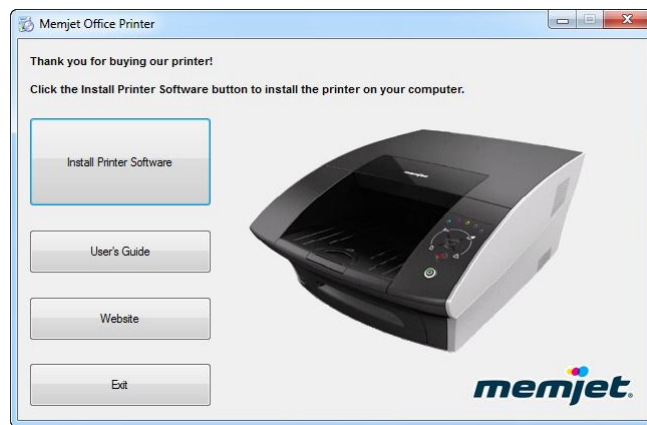 Memjet Office Printer
Thank you for buying our printer!
Click the Install Printer Software button to install the printer on your computer.
Install Printer Software
User's Guide
Website
Exit
memjet
memjet.